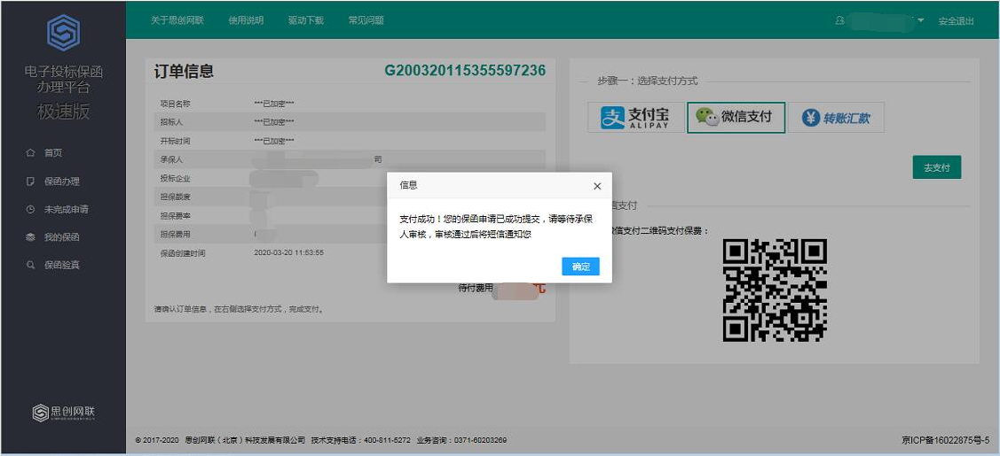 关于思创网联 使用说明 驱动下载 常见问题 安全退出
电子投标保函
办理平台
极速版
首页
保函办理
未完成申请
我的保函
保函验真
思创网联
订单信息 G200320115355597236
项目名称 ***已加密***
招标人 ***已加密***
开标时间 ***已加密***
承保人 司
投标企业
担保额度
担保费率
担保费用
保函创建时间 2020-03-20 11:53:55
待付费用 元
请确认订单信息，在右侧选择支付方式，完成支付。
步骤一：选择支付方式
支付宝 ALIPAY
微信支付
¥ 转账汇款
去支付
信支付
信支付二维码支付保费：
信息
支付成功！您的保函申请已成功提交，请等待承保
人审核，审核通过后将短信通知您
确定
© 2017-2020 思创网联（北京）科技发展有限公司 技术支持电话：400-811-5272 业务咨询：0371-60203269
京ICP备16022875号-5